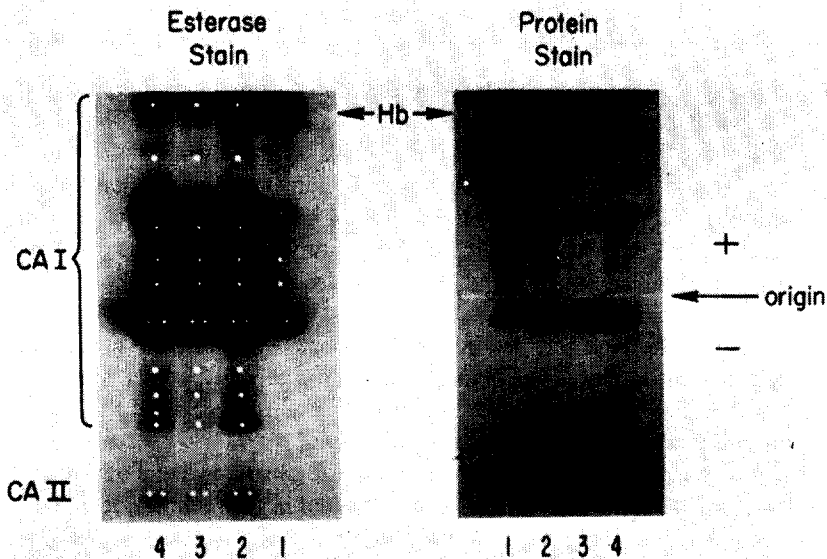 Esterase
Stain
Protein
Stain
Hb
CA I
+
origin
−
CA II
4 3 2 1
1 2 3 4